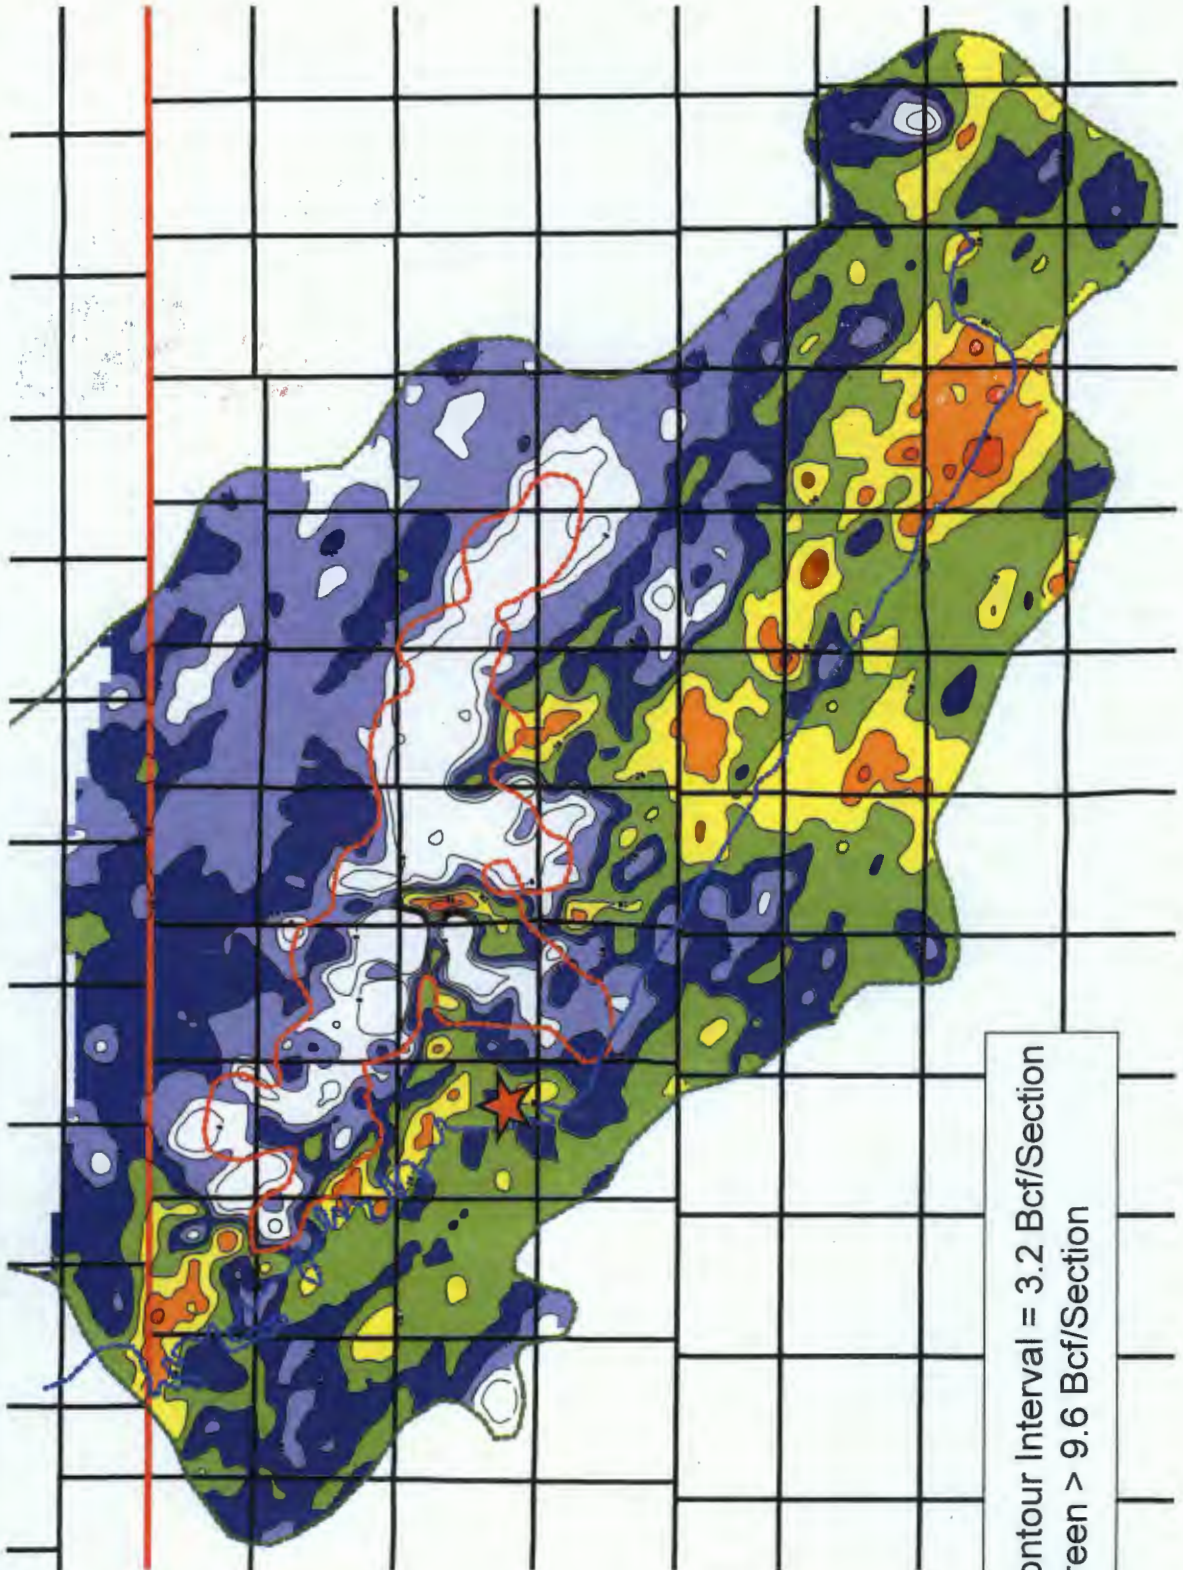 ontour Interval = 3.2 Bcf/Section
reen > 9.6 Bcf/Section